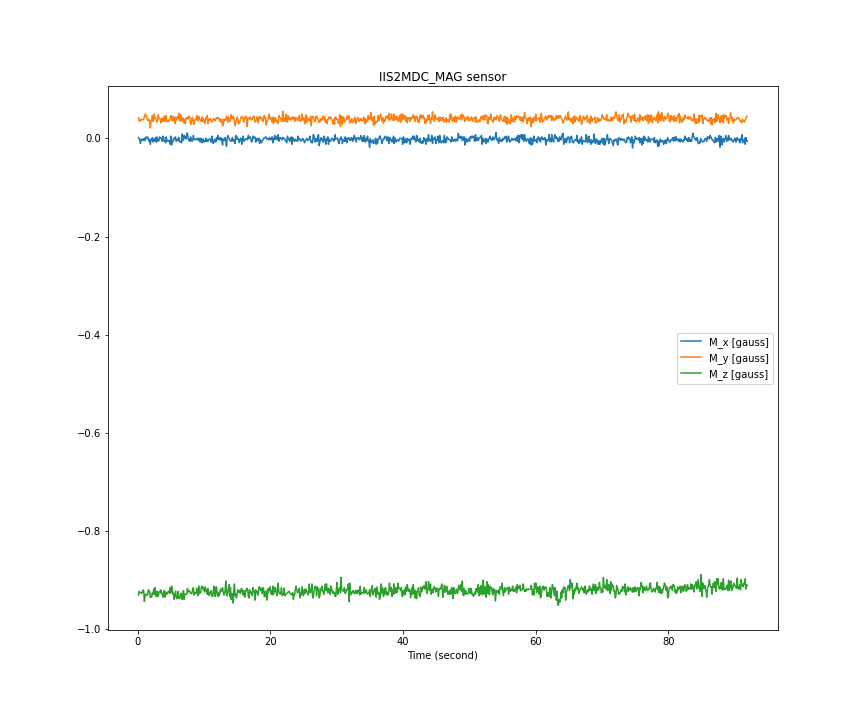 IIS2MDC_MAG sensor
0.0
−0.2
−0.4
−0.6
−0.8
−1.0
M_x [gauss]
M_y [gauss]
M_z [gauss]
0 20 40 60 80
Time (second)